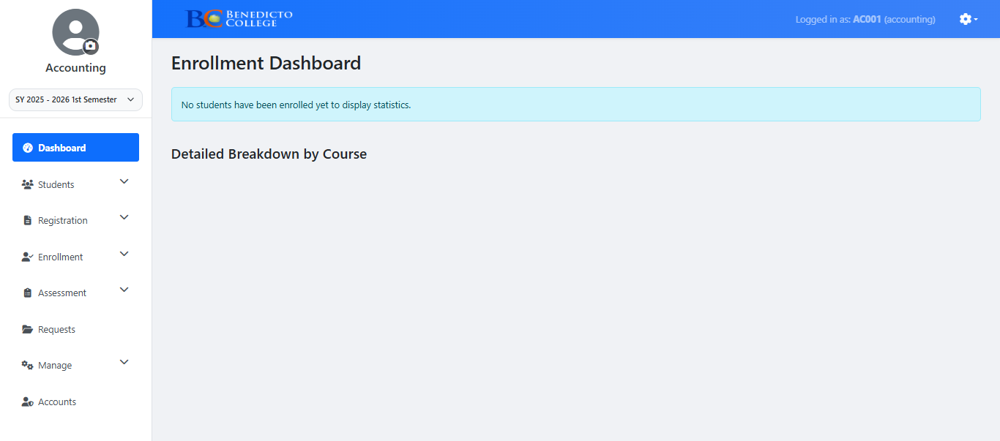 Accounting
SY 2025 - 2026 1st Semester
Dashboard
Students
Registration
Enrollment
Assessment
Requests
Manage
Accounts
BC BENEDICTO
COLLEGE
Logged in as: AC001 (accounting)
Enrollment Dashboard
No students have been enrolled yet to display statistics.
Detailed Breakdown by Course